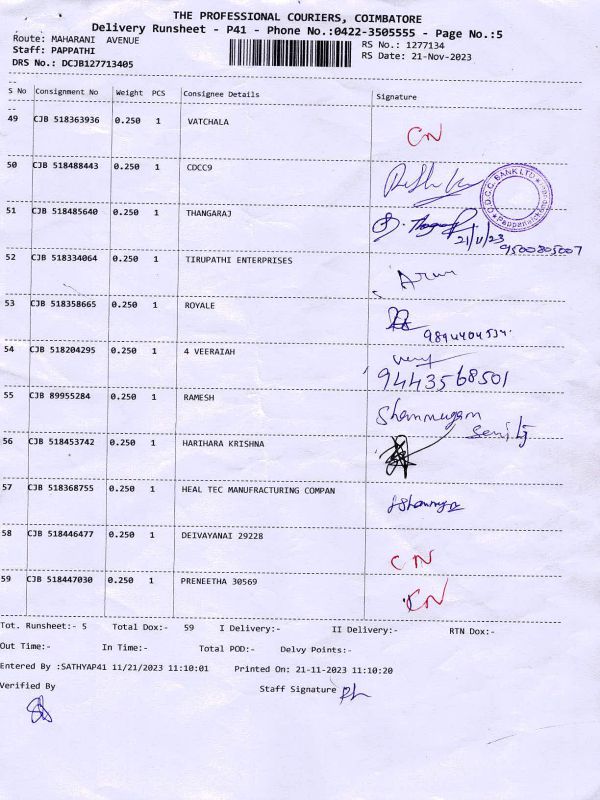 THE PROFESSIONAL COURIERS, COIMBATORE
Delivery Runsheet - P41 - Phone No.:0422-3505555 - Page No.:5
Route: MAHARANI AVENUE
RS No.: 1277134
Staff: PAPPATHI
RS Date: 21-Nov-2023
DRS No.: DCJB127713405
S No Consignment No Weight PCS Consignee Details Signature
49 CJB 518363936 0.250 1 VATCHALA CN
50 CJB 518488443 0.250 1 CDCC9
C.D.C.C. BANK LTD
51 CJB 518485640 0.250 1 THANGARAJ
21/11/23
9500805007
52 CJB 518334064 0.250 1 TIRUPATHI ENTERPRISES
Arun
53 CJB 518358665 0.250 1 ROYALE
54 CJB 518204295 0.250 1 4 VEERAIAH
9443568501
55 CJB 89955284 0.250 1 RAMESH
Shanmugam
56 CJB 518453742 0.250 1 HARIHARA KRISHNA
57 CJB 518368755 0.250 1 HEAL TEC MANUFRACTURING COMPAN
58 CJB 518446477 0.250 1 DEIVAYANAI 29228
CN
59 CJB 518447030 0.250 1 PRENEETHA 30569
CN
Tot. Runsheet:- 5 Total Dox:- 59 I Delivery:- II Delivery:- RTN Dox:-
Out Time:- In Time:- Total POD:- Delvy Points:-
Entered By :SATHYAP41 11/21/2023 11:10:01 Printed On: 21-11-2023 11:10:20
Verified By
Staff Signature